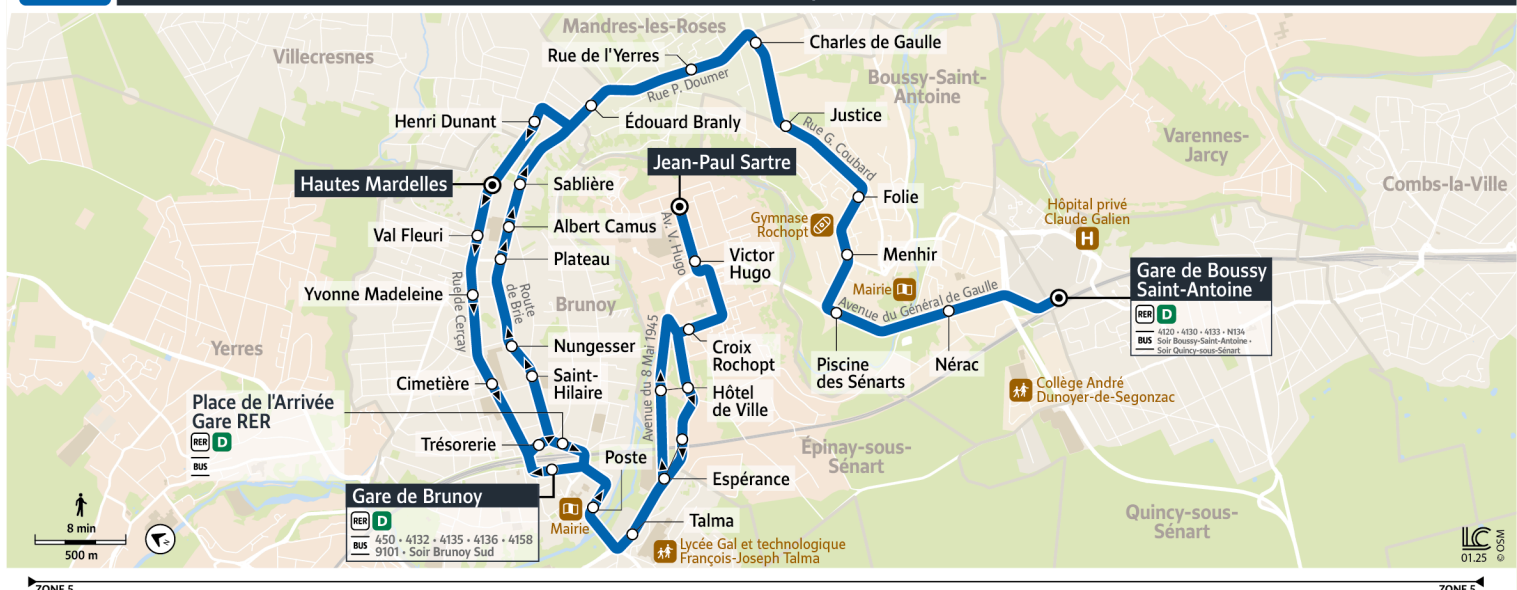 Mandres-les-Roses
Villecresnes
Rue de l'Yerres
Charles de Gaulle
Rue P. Doumer
Boussy-Saint-
Antoine
Henri Dunant
Édouard Branly
Justice
Rue G. Coubard
Varennes-
Jarcy
Jean-Paul Sartre
Hautes Mardelles
Sablière
Combs-la-Ville
Folie
Hôpital privé
Claude Galien
H
Gymnase
Rochopt
Av. V. Hugo
Val Fleuri
Albert Camus
Plateau
Victor
Hugo
Menhir
Gare de Boussy
Saint-Antoine
RER D
BUS
4120 • 4130 • 4133 • N134
Soir Boussy-Saint-Antoine •
Soir Quincy-sous-Sénart
Mairie
Avenue du Général de Gaulle
Yvonne Madeleine
Rue de Cerçay
Route
de Brie
Brunoy
Yerres
Nungesser
Avenue du 8 Mai 1945
Croix
Rochopt
Piscine
des Sénarts
Nérac
Cimetière
Saint-
Hilaire
Hôtel
de Ville
Collège André
Dunoyer-de-Segonzac
Place de l'Arrivée
Gare RER
RER D
BUS
Trésorerie
Poste
Épinay-sous-
Sénart
Espérance
Gare de Brunoy
RER D
BUS
450 • 4132 • 4135 • 4136 • 4158
9101 • Soir Brunoy Sud
Mairie
Talma
Lycée Gal et technologique
François-Joseph Talma
Quincy-sous-
Sénart
8 min
500 m
LC
01.25
© OSM
ZONE 5
ZONE 5